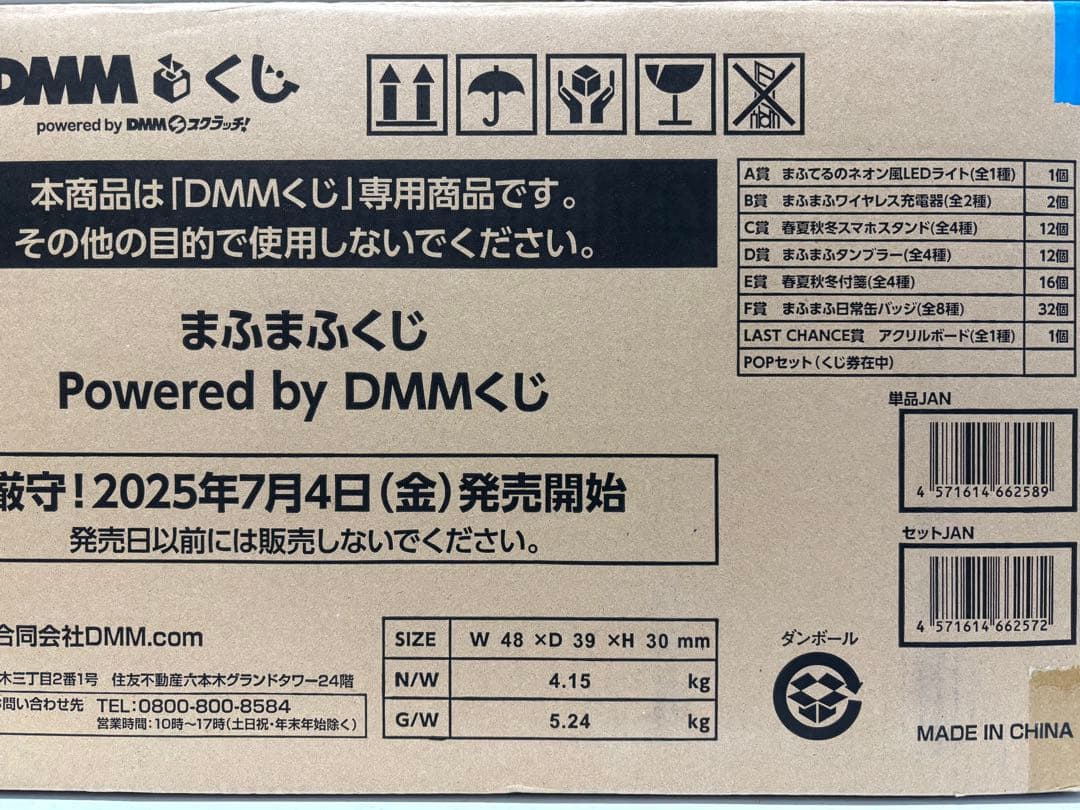 DMM くじ
powered by DMMスクラッチ!
本商品は「DMMくじ」専用商品です。
その他の目的で使用しないでください。
まふまふくじ
Powered by DMMくじ
厳守!2025年7月4日(金)発売開始
発売日以前には販売しないでください。
合同会社DMM.com
木三丁目2番1号 住友不動産六本木グランドタワー24階
問い合わせ先 TEL:0800-800-8584
営業時間:10時~17時(土日祝・年末年始除く)
SIZE W 48 ×D 39 ×H 30 mm
N/W 4.15 kg
G/W 5.24 kg
A賞 まふてるのネオン風LEDライト(全1種) 1個
B賞 まふまふワイヤレス充電器(全2種) 2個
C賞 春夏秋冬スマホスタンド(全4種) 12個
D賞 まふまふタンブラー(全4種) 12個
E賞 春夏秋冬付箋(全4種) 16個
F賞 まふまふ日常缶バッジ(全8種) 32個
LAST CHANCE賞 アクリルボード(全1種) 1個
POPセット(くじ券在中)
単品JAN
4 571614 662589
セットJAN
4 571614 662572
ダンボール
MADE IN CHINA